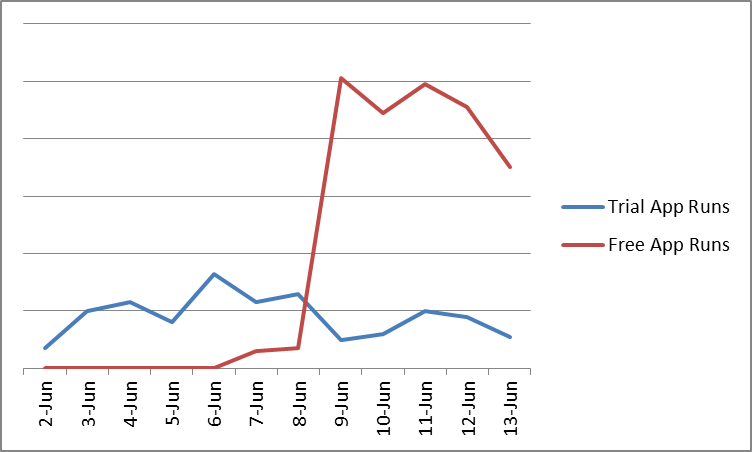 Trial App Runs
Free App Runs
2-Jun
3-Jun
4-Jun
5-Jun
6-Jun
7-Jun
8-Jun
9-Jun
10-Jun
11-Jun
12-Jun
13-Jun